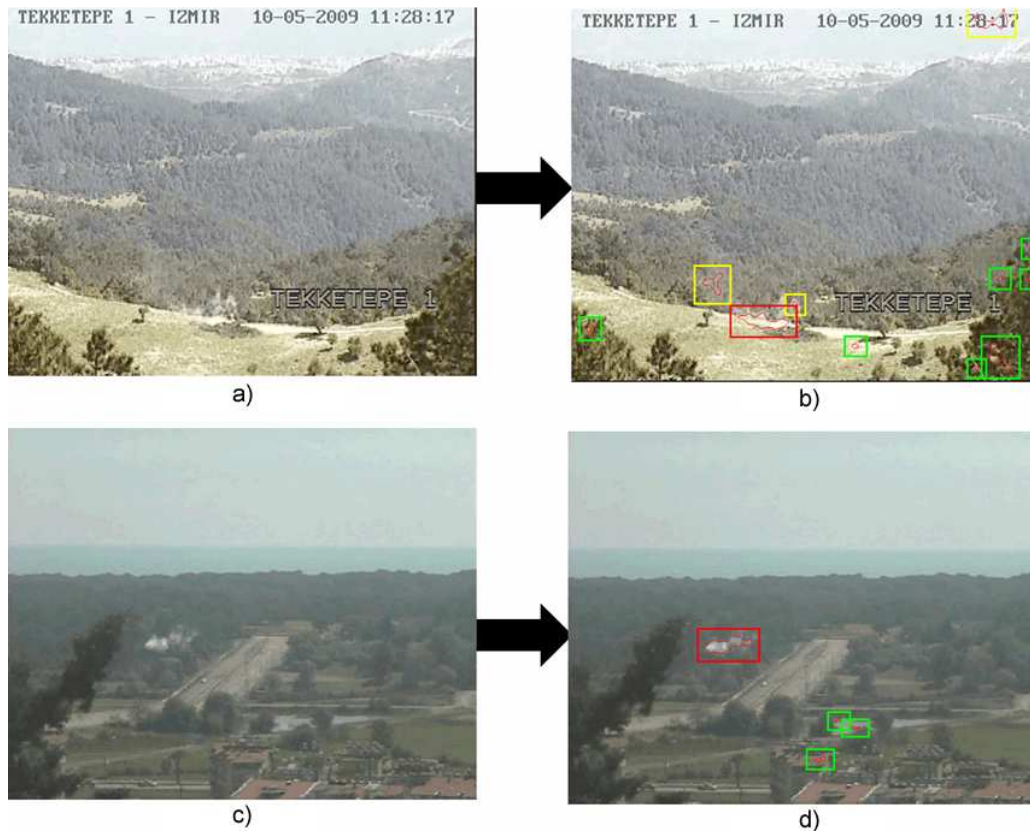 TEKKETEPE 1 - IZMIR 10-05-2009 11:28:17
TEKKETEPE 1
a)
TEKKETEPE 1 - IZMIR 10-05-2009 11:28:17
TEKKETEPE 1
b)
c)
d)